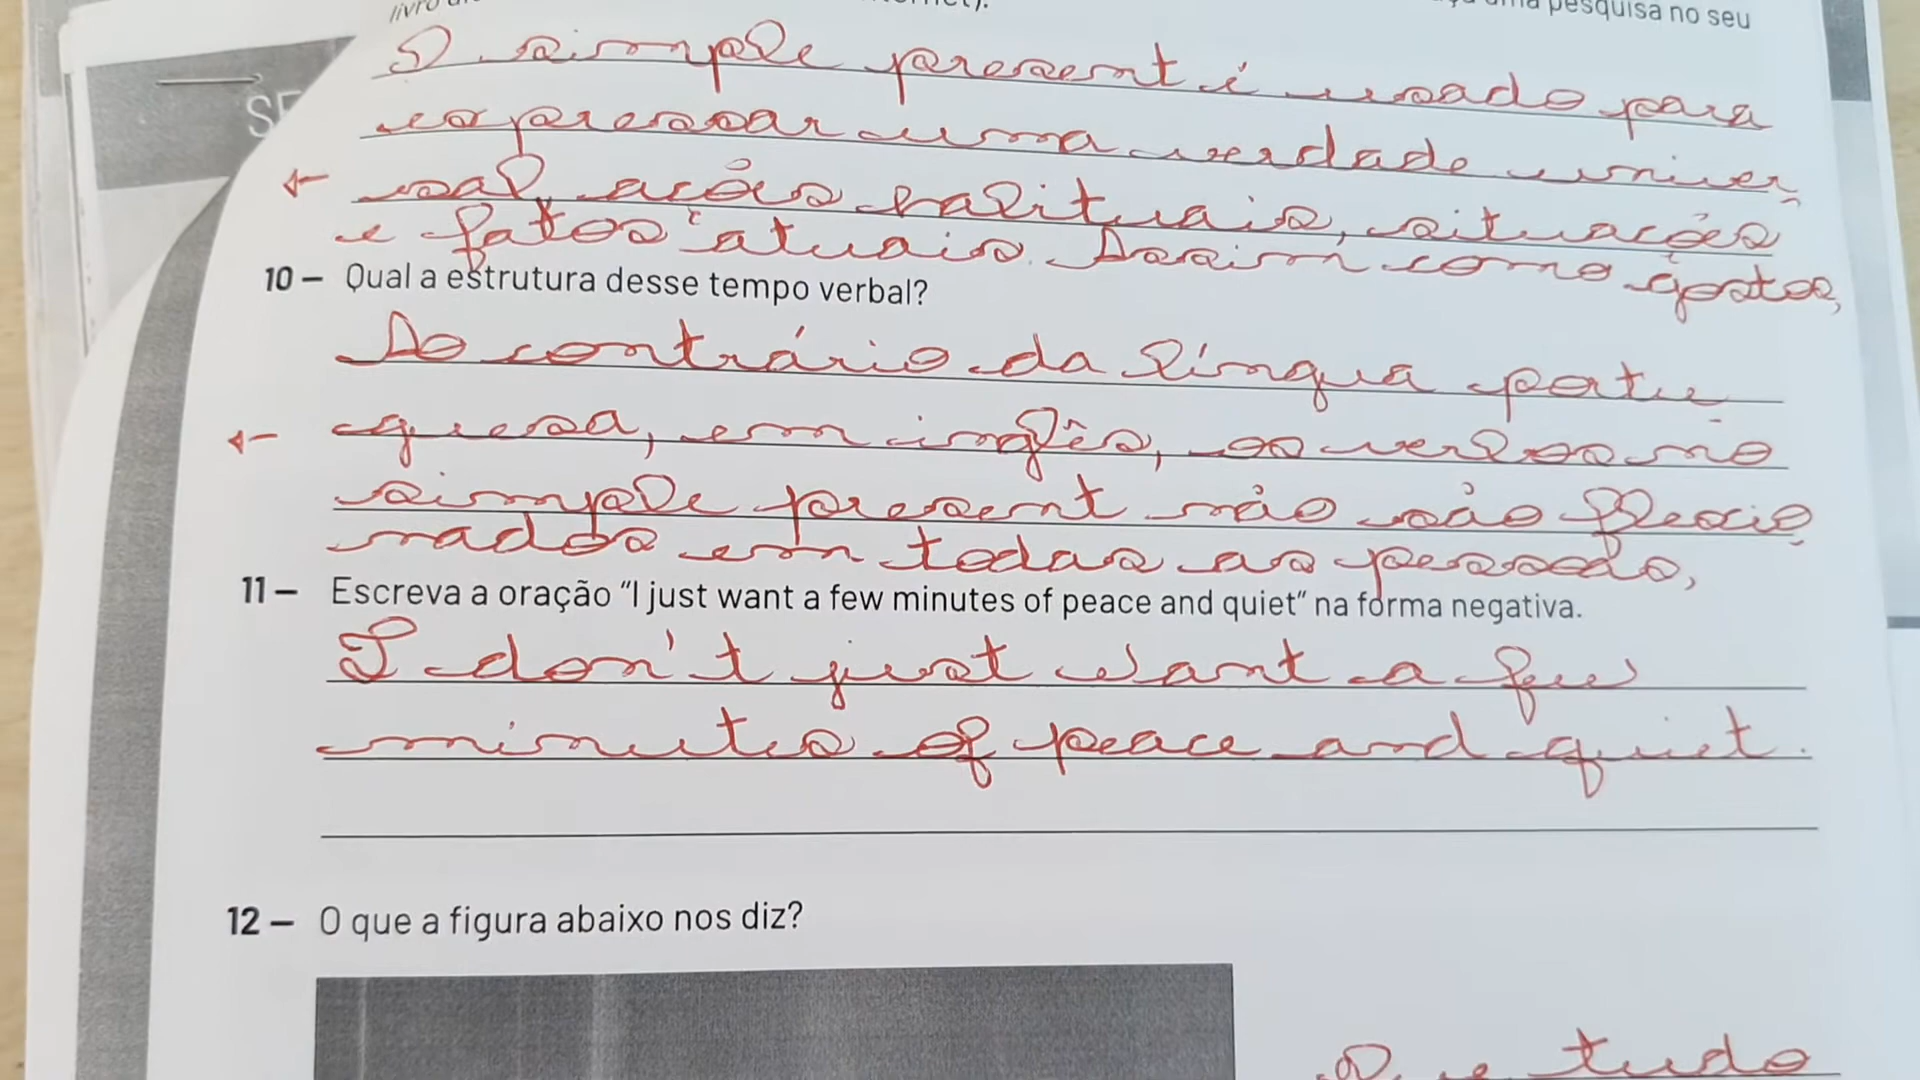 livro
pesquisa no seu
O simple present é usado para
expressar uma verdade univer-
SE
← sal, ações habituais, situações
e fatos atuais. Assim como gostos,
10 – Qual a estrutura desse tempo verbal?
Ao contrário da língua portu-
← guesa, em inglês, os verbos no
simple present não são flexio-
nados em todas as pessoas,
11 – Escreva a oração “I just want a few minutes of peace and quiet” na forma negativa.
I don't just want a few
minutes of peace and quiet.
12 – O que a figura abaixo nos diz?
Que tudo